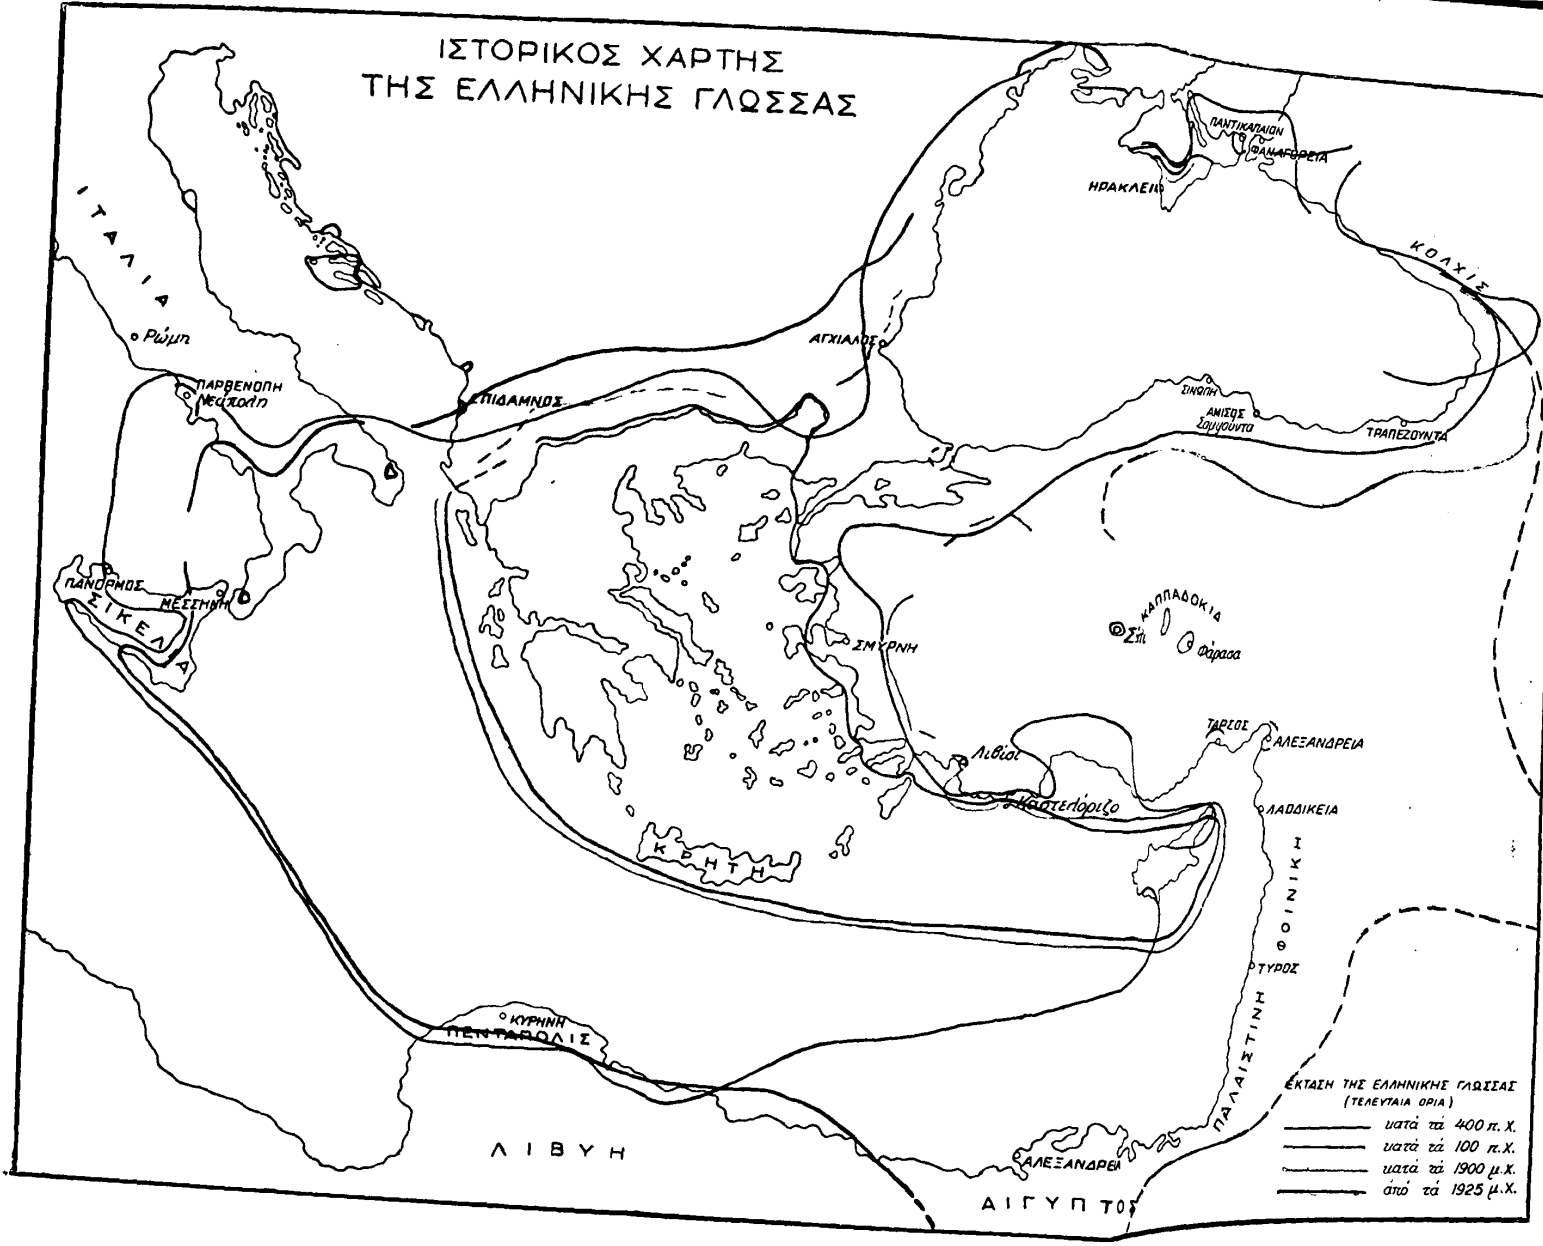 ΙΣΤΟΡΙΚΟΣ ΧΑΡΤΗΣ
ΤΗΣ ΕΛΛΗΝΙΚΗΣ ΓΛΩΣΣΑΣ
ΙΤΑΛΙΑ
Ρώμη
ΠΑΡΘΕΝΟΠΗ
Νεάπολη
ΕΠΙΔΑΜΝΟΣ
ΑΓΧΙΑΛΟΣ
ΠΑΝΤΙΚΑΠΑΙΟΝ
ΦΑΝΑΓΟΡΕΙΑ
ΗΡΑΚΛΕΙΑ
ΚΟΛΧΙΣ
ΣΙΝΩΠΗ
ΑΜΙΣΟΣ
Σαμψούντα
ΤΡΑΠΕΖΟΥΝΤΑ
ΠΑΝΟΡΜΟΣ
ΜΕΣΣΗΝΗ
ΣΙΚΕΛΙΑ
ΣΜΥΡΝΗ
ΚΑΠΠΑΔΟΚΙΑ
Φάρασα
Λιβίσι
Καστελόριζο
ΤΑΡΣΟΣ
ΑΛΕΞΑΝΔΡΕΙΑ
ΛΑΟΔΙΚΕΙΑ
ΚΡΗΤΗ
ΦΟΙΝΙΚΗ
ΤΥΡΟΣ
ΠΑΛΑΙΣΤΙΝΗ
ΚΥΡΗΝΗ
ΠΕΝΤΑΠΟΛΙΣ
ΛΙΒΥΗ
ΑΛΕΞΑΝΔΡΕΙΑ
ΑΙΓΥΠΤΟΣ
ΕΚΤΑΣΗ ΤΗΣ ΕΛΛΗΝΙΚΗΣ ΓΛΩΣΣΑΣ
(ΤΕΛΕΥΤΑΙΑ ΟΡΙΑ)
κατά τά 400 π.Χ.
κατά τά 100 π.Χ.
κατά τά 1900 μ.Χ.
ἀπό τά 1925 μ.Χ.